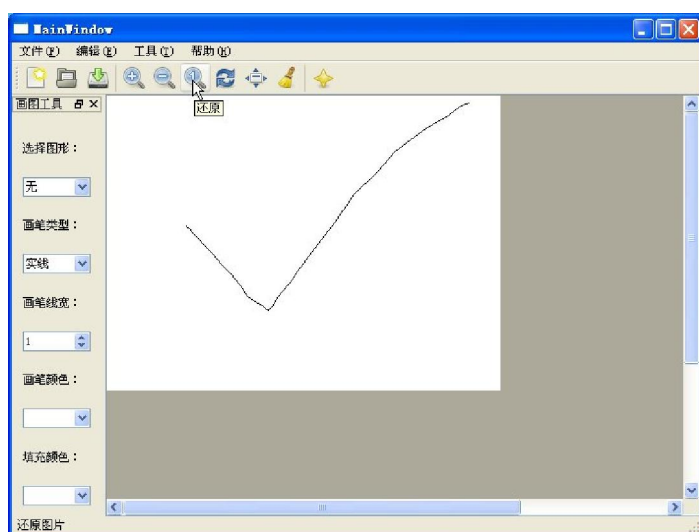 MainWindow
文件(F) 编辑(E) 工具(T) 帮助(H)
画图工具
还原
选择图形：
无
画笔类型：
实线
画笔线宽：
1
画笔颜色：
填充颜色：
还原图片